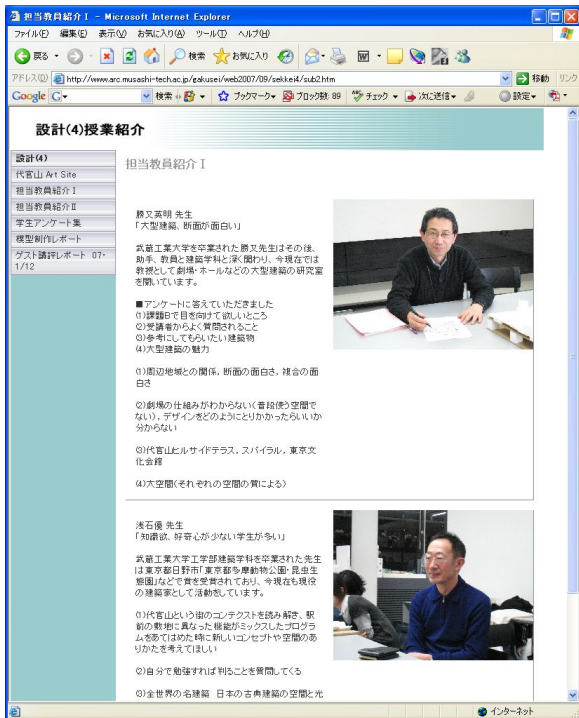 担当教員紹介 I - Microsoft Internet Explorer
ファイル(F) 編集(E) 表示(V) お気に入り(A) ツール(T) ヘルプ(H)
戻る 検索 お気に入り
アドレス(D) http://www.arc.musashi-tech.ac.jp/gakusei/web2007/09/sekkei4/sub2.htm 移動 リンク
Google G 検索 ブックマーク ブロック数: 89 チェック 次に送信 設定
設計(4)授業紹介
設計(4)
代官山 Art Site
担当教員紹介 I
担当教員紹介 II
学生アンケート集
模型制作レポート
ゲスト講評レポート 07・
1/12
担当教員紹介 I
勝又英明 先生
「大型建築、断面が面白い」
武蔵工業大学を卒業された勝又先生はその後、
助手、教員と建築学科と深く関わり、今現在では
教授として劇場・ホールなどの大型建築の研究室
を開いています。
■アンケートに答えていただきました
(1)課題Bで目を向けて欲しいところ
(2)受講者からよく質問されること
(3)参考にしてもらいたい建築物
(4)大型建築の魅力
(1)周辺地域との関係, 断面の面白さ, 複合の面
白さ
(2)劇場の仕組みがわからない(普段使う空間で
ない), デザインをどのようにとりかかったらいいか
分からない
(3)代官山ヒルサイドテラス, スパイラル, 東京文
化会館
(4)大空間(それぞれの空間の質による)
浅石優 先生
「知識欲、好奇心が少ない学生が多い」
武蔵工業大学工学部建築学科を卒業された先生
は東京都日野市「東京都多摩動物公園・昆虫生
態園」などで賞を受賞されており、今現在も現役
の建築家として活動をしています。
(1)代官山という街のコンテクストを読み解き、駅
前の敷地に異なった機能がミックスしたプログラ
ムをあてはめた時に新しいコンセプトや空間のあ
りかたを考えてほしい
(2)自分で勉強すれば判ることを質問してくる
(3)全世界の名建築 日本の古典建築の空間と光
インターネット